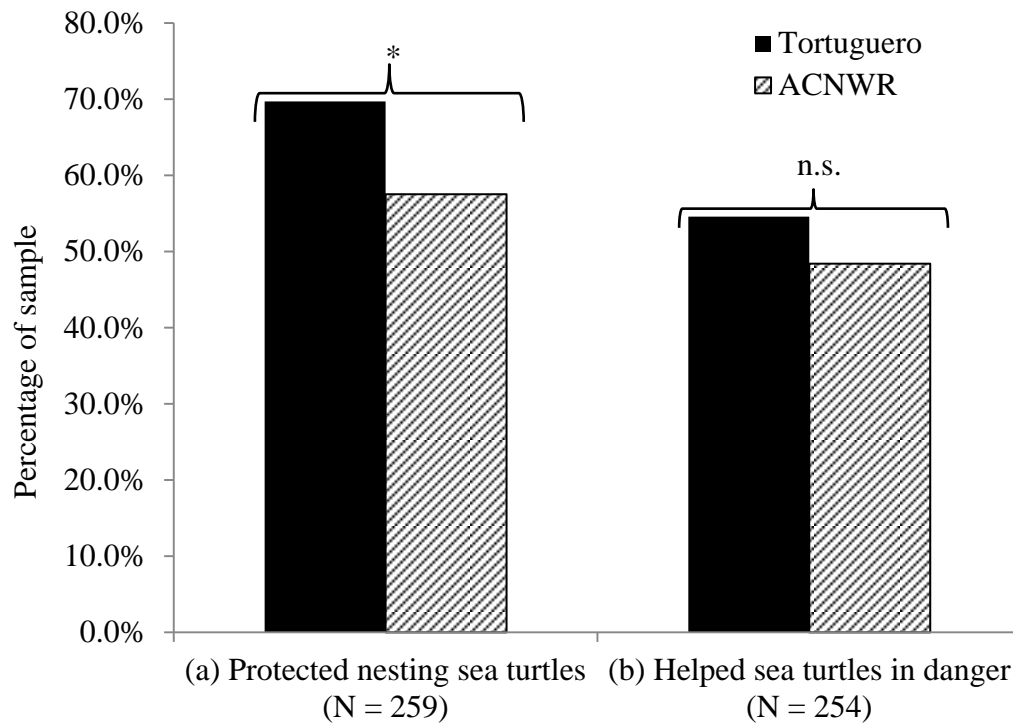 80.0%
70.0%
60.0%
50.0%
40.0%
30.0%
20.0%
10.0%
0.0%
Percentage of sample
Tortuguero
ACNWR
*
n.s.
(a) Protected nesting sea turtles
(N = 259)
(b) Helped sea turtles in danger
(N = 254)